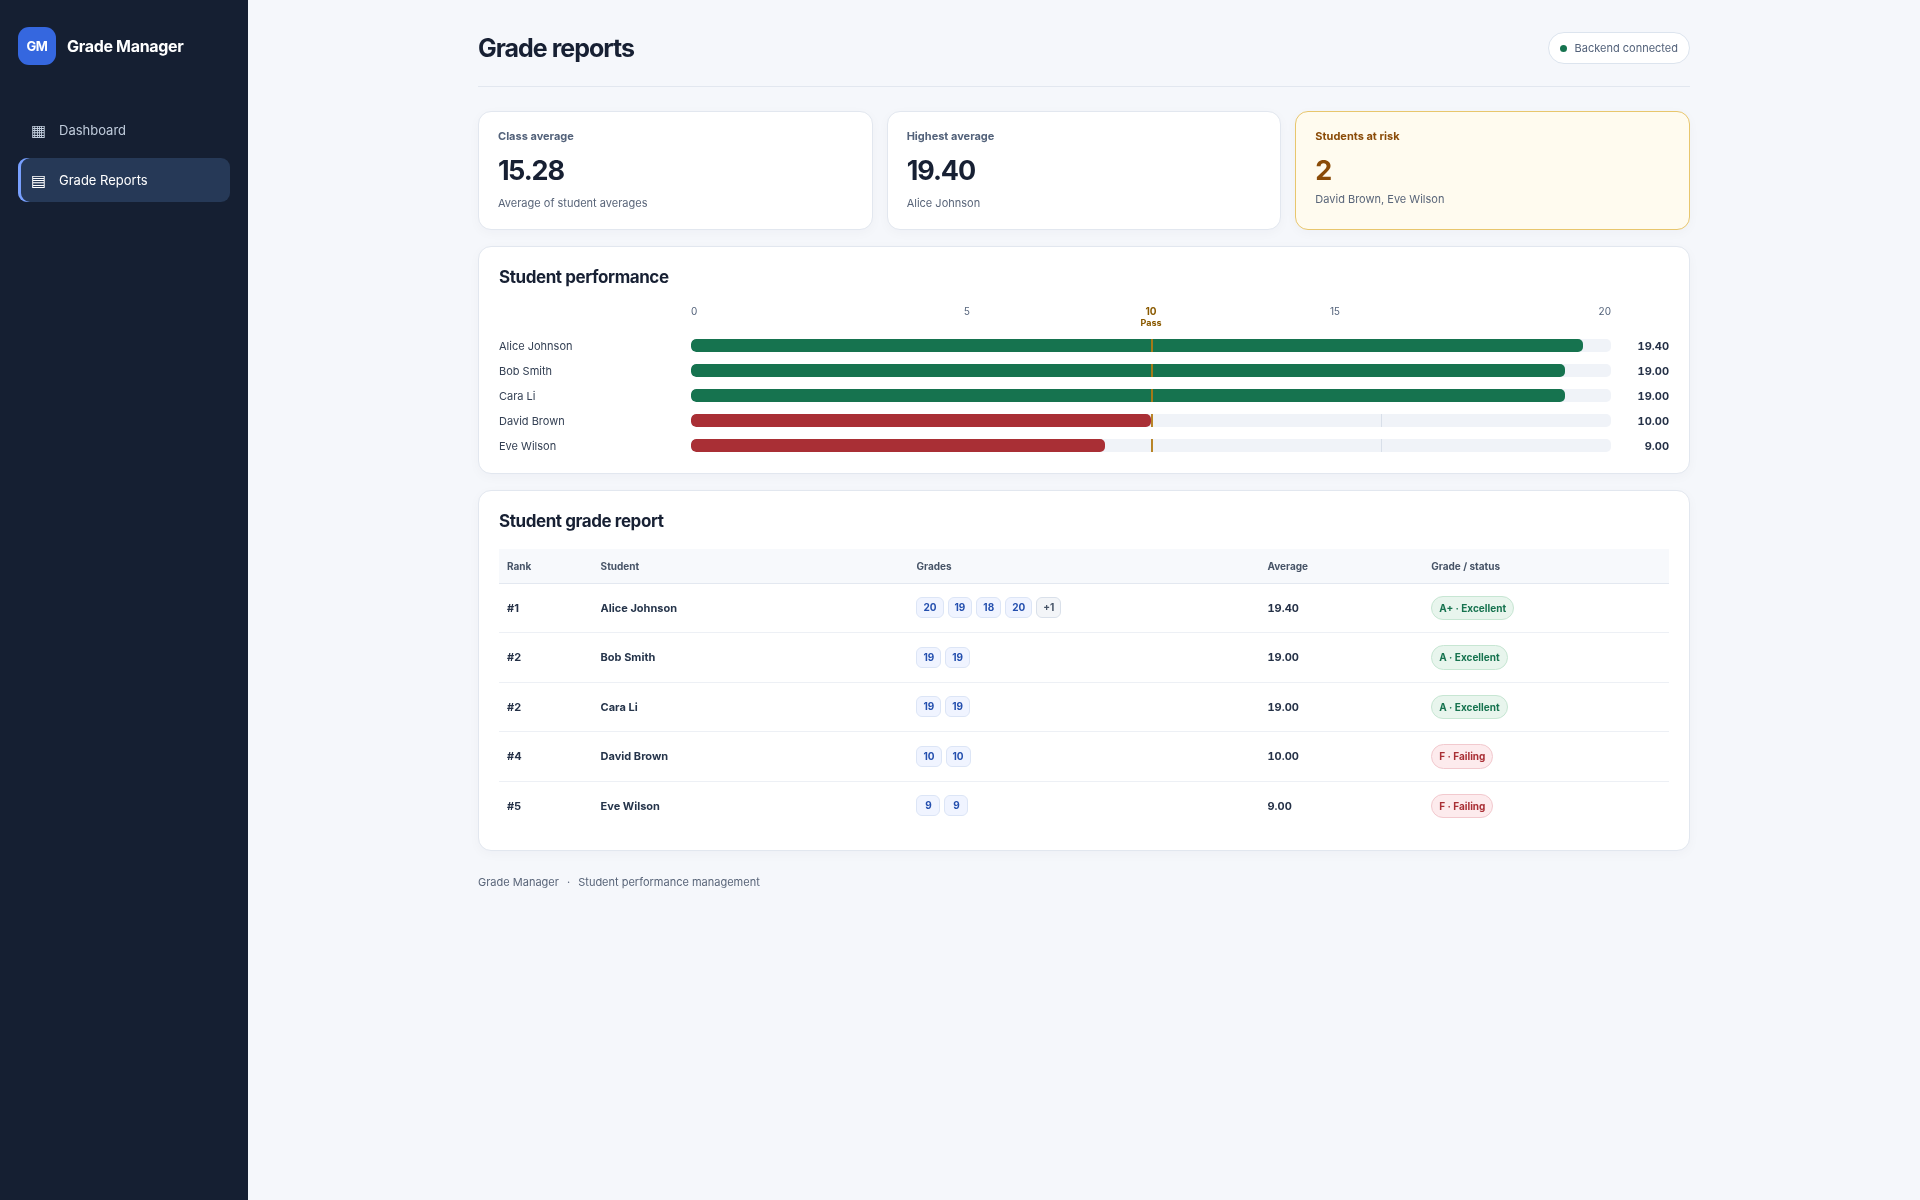 GM Grade Manager
Dashboard
Grade Reports
Grade reports
Backend connected
Class average
15.28
Average of student averages
Highest average
19.40
Alice Johnson
Students at risk
2
David Brown, Eve Wilson
Student performance
0 5 10 15 20
Pass
Alice Johnson 19.40
Bob Smith 19.00
Cara Li 19.00
David Brown 10.00
Eve Wilson 9.00
Student grade report
Rank Student Grades Average Grade / status
#1 Alice Johnson 20 19 18 20 +1 19.40 A+ · Excellent
#2 Bob Smith 19 19 19.00 A · Excellent
#2 Cara Li 19 19 19.00 A · Excellent
#4 David Brown 10 10 10.00 F · Failing
#5 Eve Wilson 9 9 9.00 F · Failing
Grade Manager · Student performance management